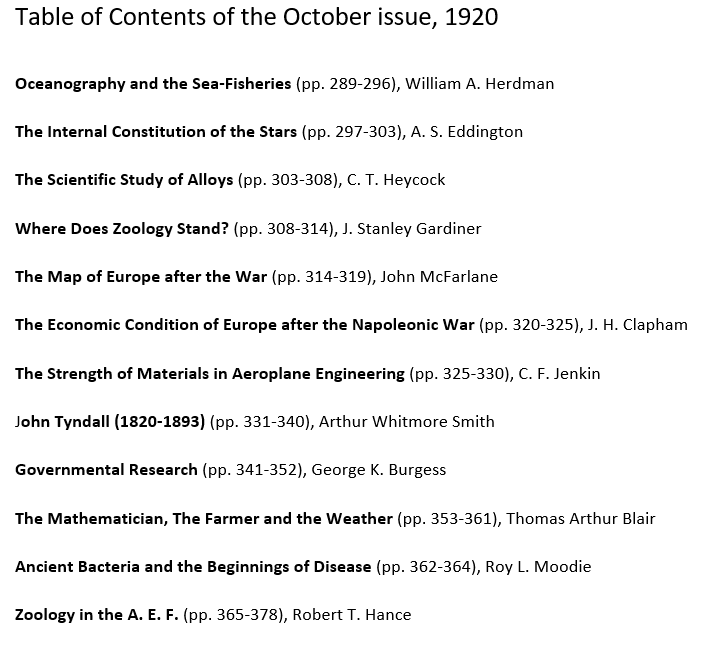 Table of Contents of the October issue, 1920
Oceanography and the Sea-Fisheries (pp. 289-296), William A. Herdman
The Internal Constitution of the Stars (pp. 297-303), A. S. Eddington
The Scientific Study of Alloys (pp. 303-308), C. T. Heycock
Where Does Zoology Stand? (pp. 308-314), J. Stanley Gardiner
The Map of Europe after the War (pp. 314-319), John McFarlane
The Economic Condition of Europe after the Napoleonic War (pp. 320-325), J. H. Clapham
The Strength of Materials in Aeroplane Engineering (pp. 325-330), C. F. Jenkin
John Tyndall (1820-1893) (pp. 331-340), Arthur Whitmore Smith
Governmental Research (pp. 341-352), George K. Burgess
The Mathematician, The Farmer and the Weather (pp. 353-361), Thomas Arthur Blair
Ancient Bacteria and the Beginnings of Disease (pp. 362-364), Roy L. Moodie
Zoology in the A. E. F. (pp. 365-378), Robert T. Hance